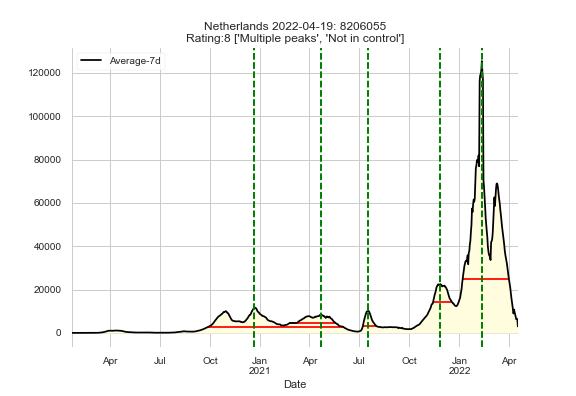 Netherlands 2022-04-19: 8206055
Rating:8 ['Multiple peaks', 'Not in control']
Average-7d
120000
100000
80000
60000
40000
20000
0
Apr Jul Oct Jan Apr Jul Oct Jan Apr
2021 2022
Date